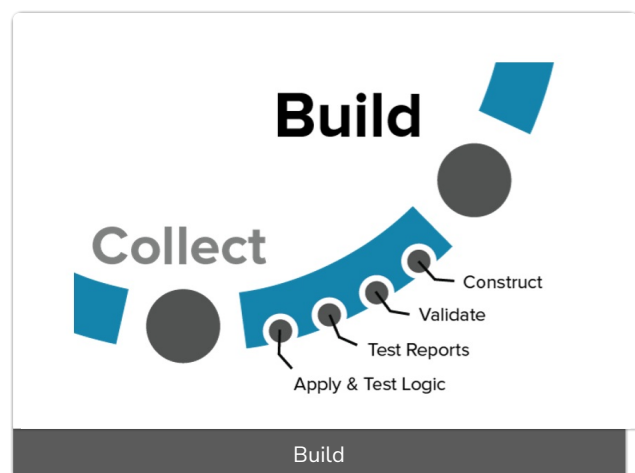 Build
Collect
Construct
Validate
Test Reports
Apply & Test Logic
Build